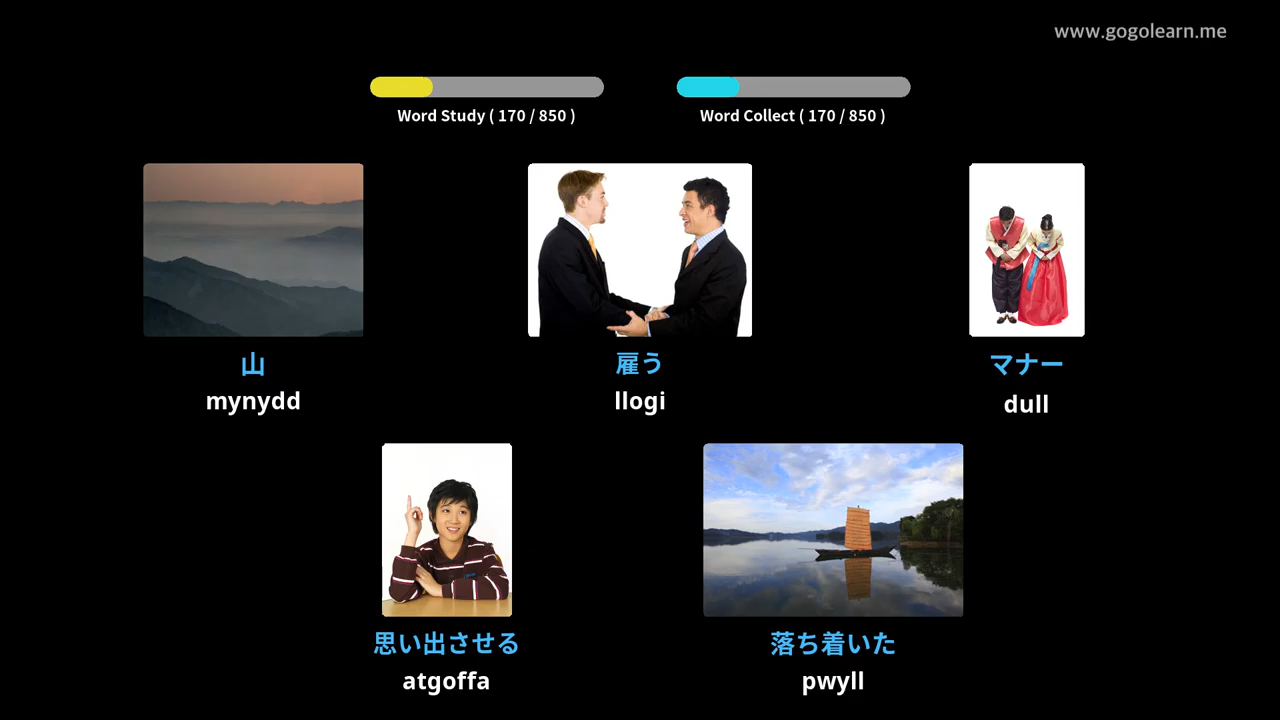 www.gogolearn.me
Word Study ( 170 / 850 )
Word Collect ( 170 / 850 )
山
mynydd
雇う
llogi
マナー
dull
思い出させる
atgoffa
落ち着いた
pwyll